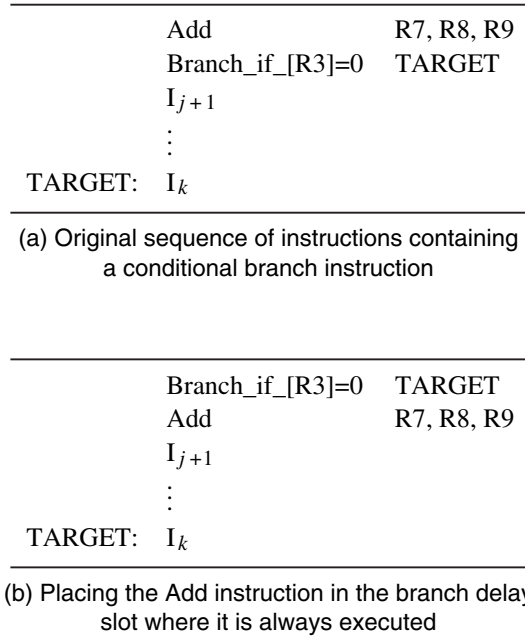 Add R7, R8, R9
Branch_if_[R3]=0 TARGET
I_{j+1}
⋮
TARGET: I_k
(a) Original sequence of instructions containing
a conditional branch instruction
Branch_if_[R3]=0 TARGET
Add R7, R8, R9
I_{j+1}
⋮
TARGET: I_k
(b) Placing the Add instruction in the branch delay
slot where it is always executed